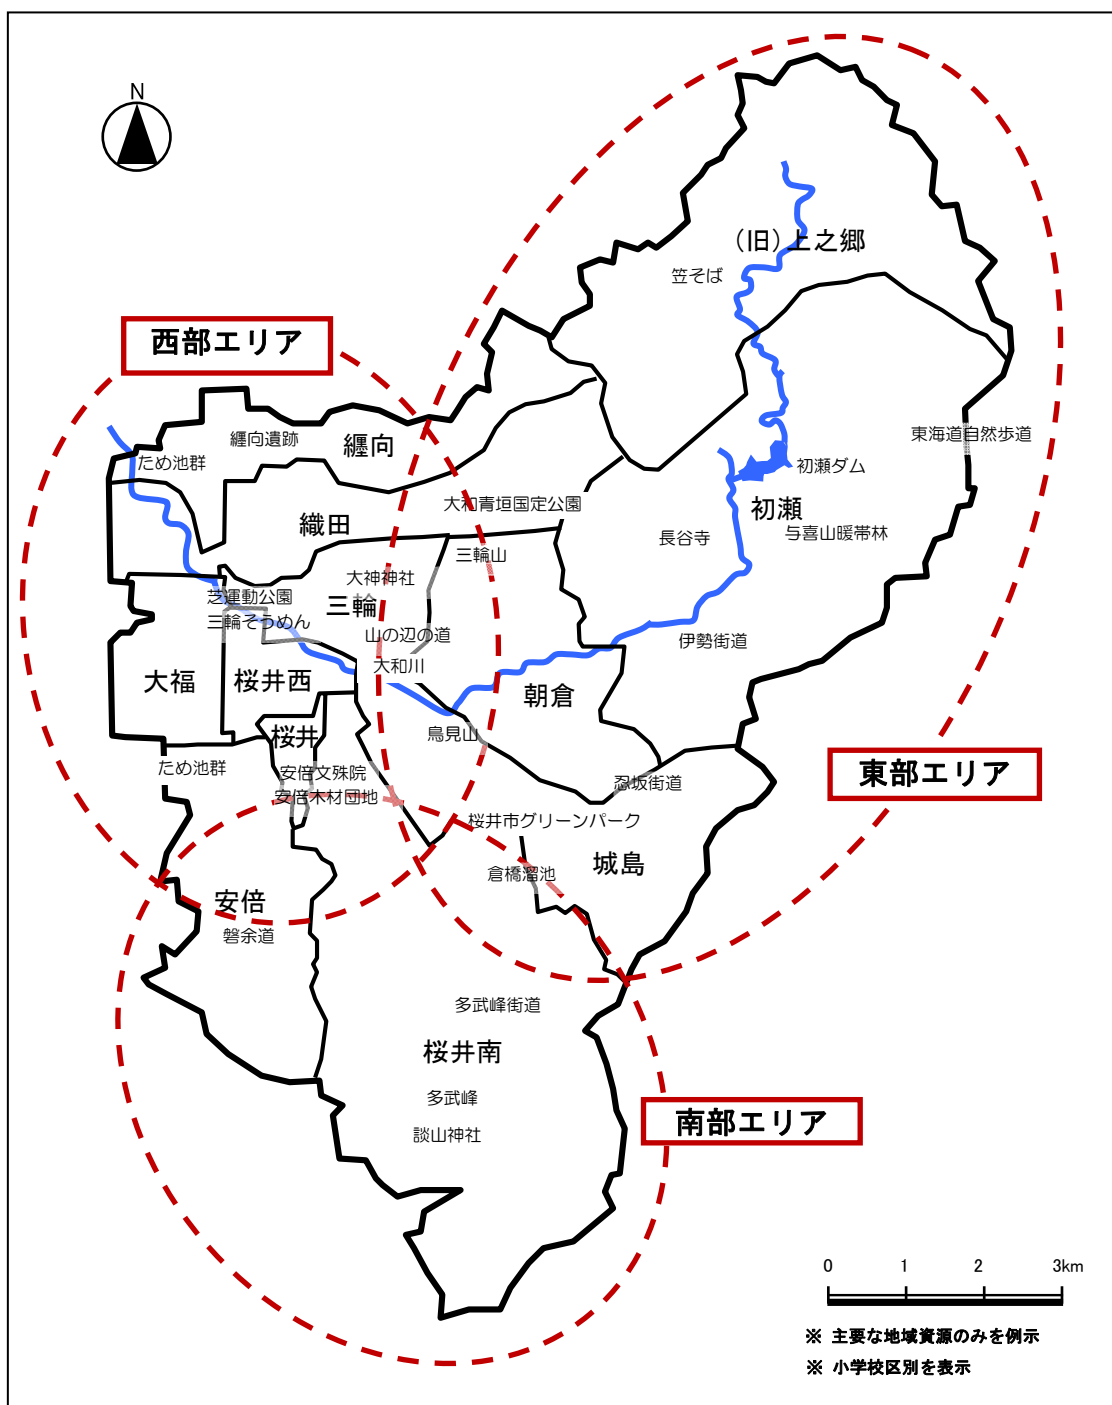 N
(旧)上之郷
笠そば
西部エリア
東海道自然歩道
纒向遺跡
纒向
ため池群
初瀬ダム
大和青垣国定公園
初瀬
織田
与喜山暖帯林
長谷寺
三輪山
大神神社
芝運動公園
三輪
三輪そうめん
山の辺の道
伊勢街道
大和川
大福
桜井西
朝倉
桜井
鳥見山
ため池群
安倍文殊院
忍坂街道
東部エリア
安倍木材団地
桜井市グリーンパーク
城島
倉橋溜池
安倍
磐余道
多武峰街道
桜井南
多武峰
南部エリア
談山神社
0 1 2 3km
※ 主要な地域資源のみを例示
※ 小学校区別を表示